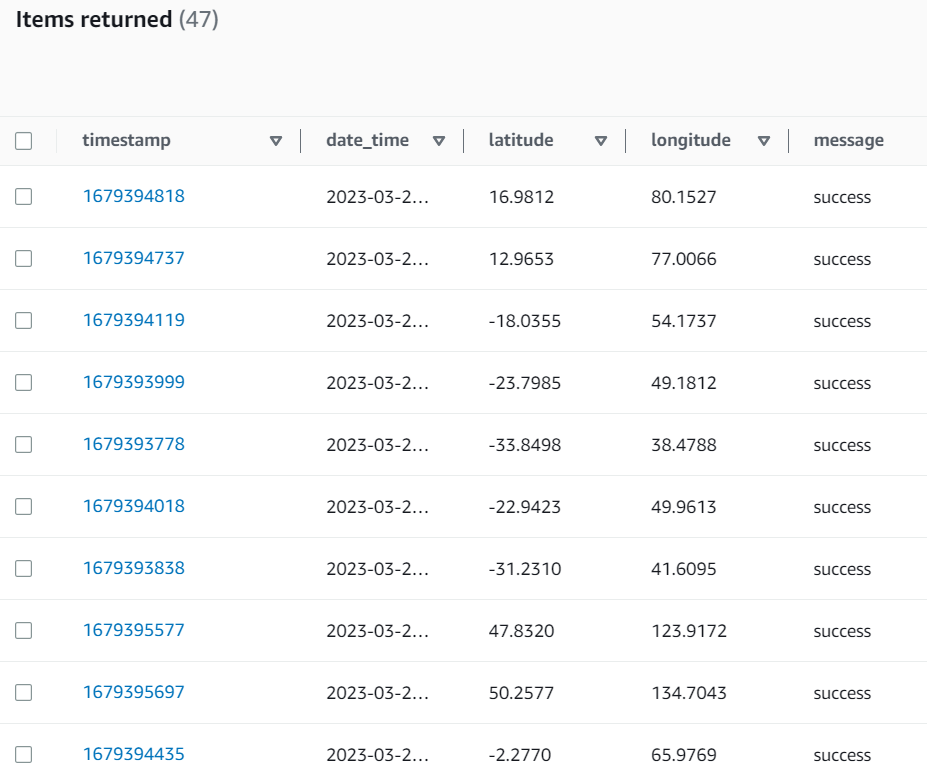 Items returned (47)
timestamp date_time latitude longitude message
1679394818 2023-03-2... 16.9812 80.1527 success
1679394737 2023-03-2... 12.9653 77.0066 success
1679394119 2023-03-2... -18.0355 54.1737 success
1679393999 2023-03-2... -23.7985 49.1812 success
1679393778 2023-03-2... -33.8498 38.4788 success
1679394018 2023-03-2... -22.9423 49.9613 success
1679393838 2023-03-2... -31.2310 41.6095 success
1679395577 2023-03-2... 47.8320 123.9172 success
1679395697 2023-03-2... 50.2577 134.7043 success
1679394435 2023-03-2... -2.2770 65.9769 success